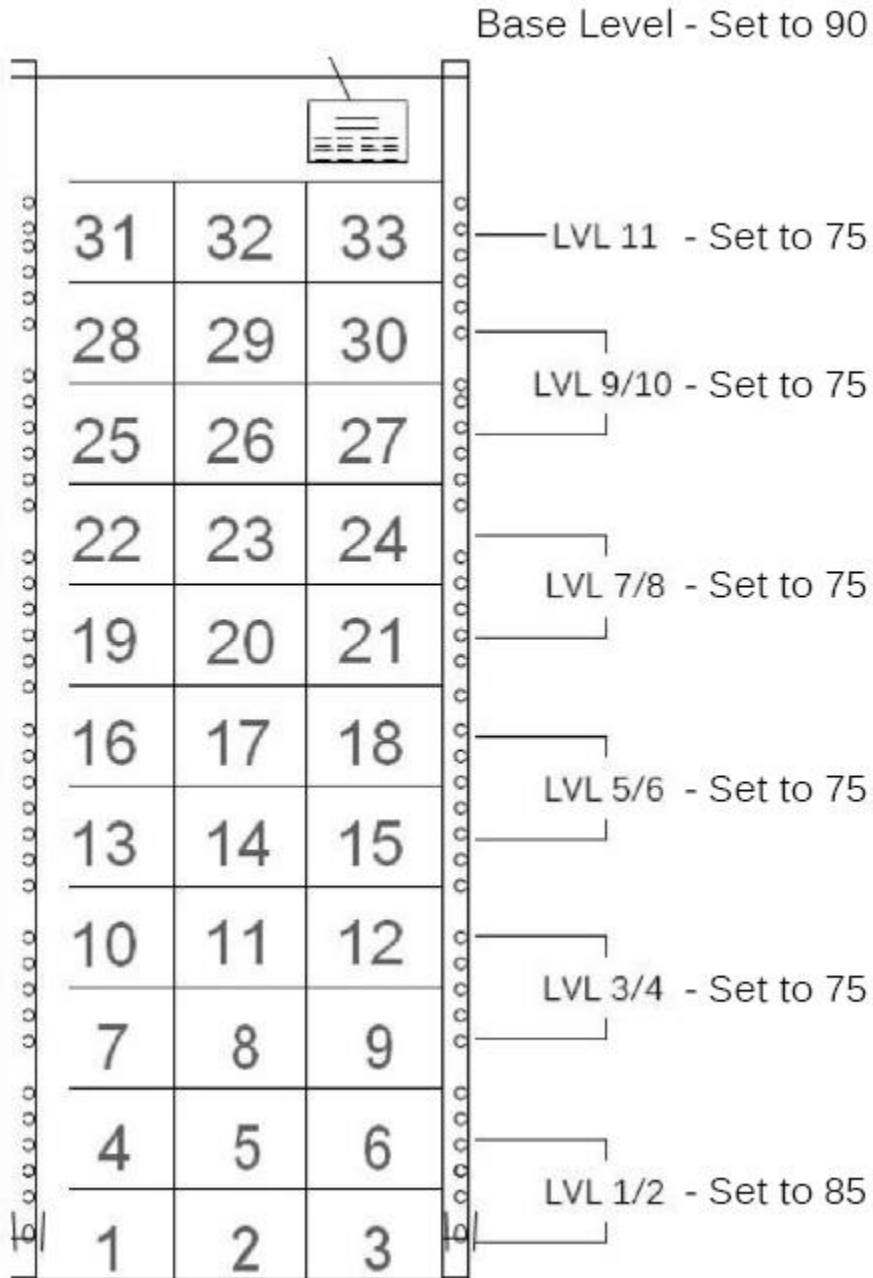 Base Level - Set to 90
31 32 33 LVL 11 - Set to 75
28 29 30
LVL 9/10 - Set to 75
25 26 27
22 23 24
LVL 7/8 - Set to 75
19 20 21
16 17 18
LVL 5/6 - Set to 75
13 14 15
10 11 12
LVL 3/4 - Set to 75
7 8 9
4 5 6
LVL 1/2 - Set to 85
1 2 3